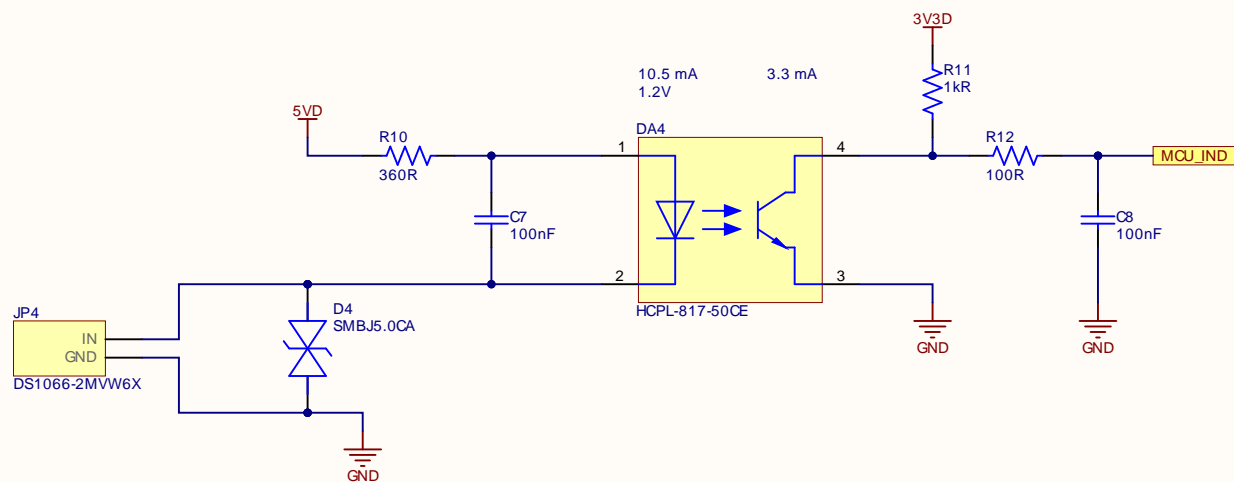 3V3D
10.5 mA
3.3 mA
1.2V
R11
1kR
5VD
DA4
R10
360R
1
4
R12
100R
MCU_IND
C7
100nF
C8
100nF
2
3
HCPL-817-50CE
JP4
IN
GND
DS1066-2MVW6X
D4
SMBJ5.0CA
GND
GND
GND